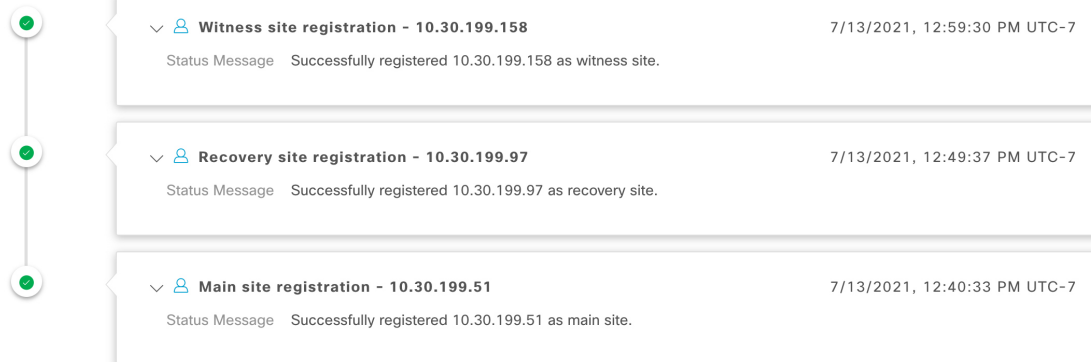 Witness site registration - 10.30.199.158 7/13/2021, 12:59:30 PM UTC-7
Status Message Successfully registered 10.30.199.158 as witness site.
Recovery site registration - 10.30.199.97 7/13/2021, 12:49:37 PM UTC-7
Status Message Successfully registered 10.30.199.97 as recovery site.
Main site registration - 10.30.199.51 7/13/2021, 12:40:33 PM UTC-7
Status Message Successfully registered 10.30.199.51 as main site.